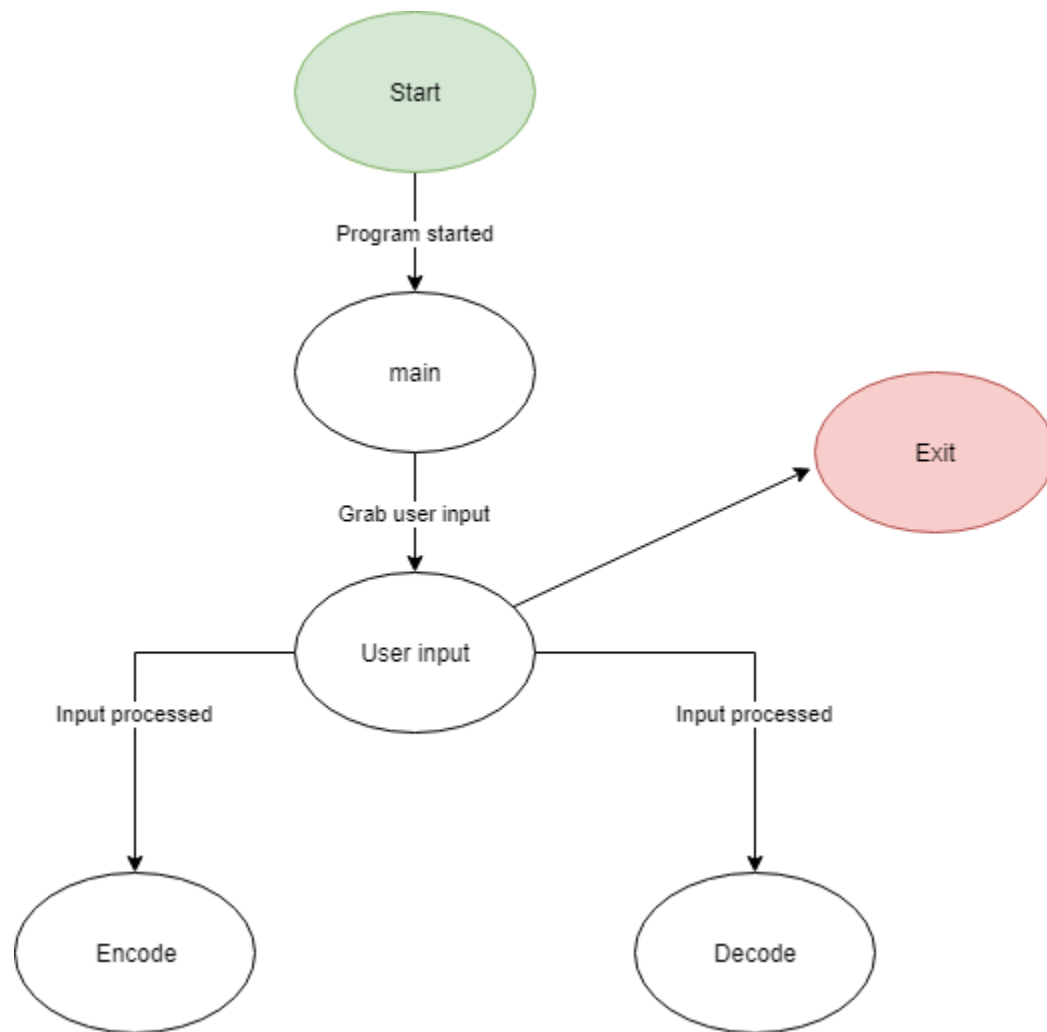 Start
Program started
main
Exit
Grab user input
User input
Input processed
Input processed
Encode
Decode